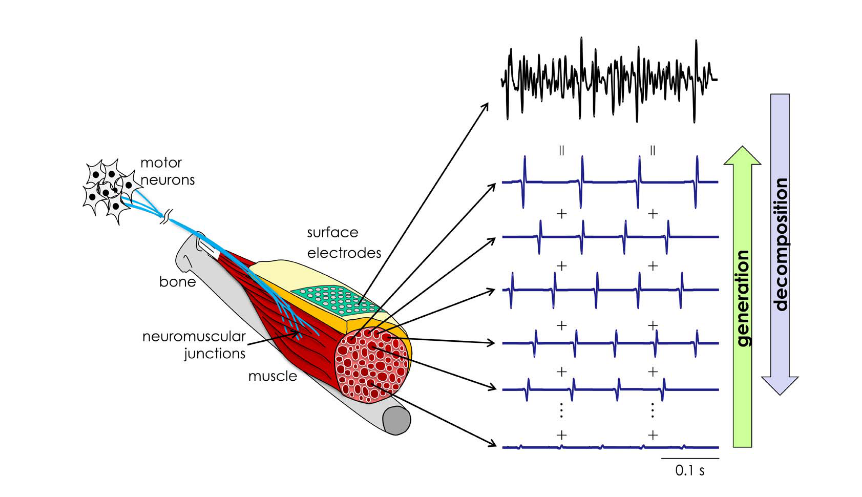 motor
neurons
surface
electrodes
bone
neuromuscular
junctions
muscle
=
=
+
+
+
+
+
+
+
+
+
+
+
+
generation
decomposition
0.1 s